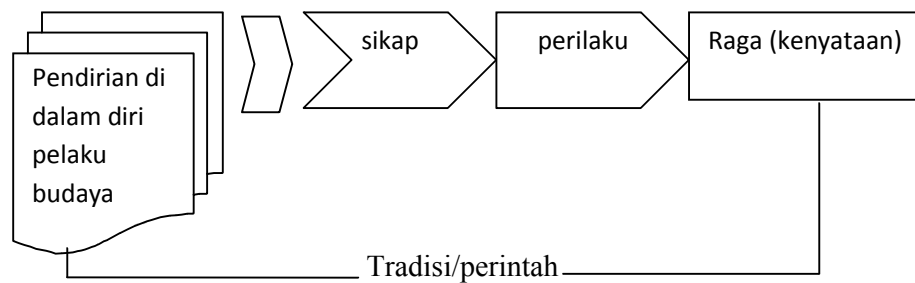 sikap
perilaku
Raga (kenyataan)
Pendirian di
dalam diri
pelaku
budaya
Tradisi/perintah